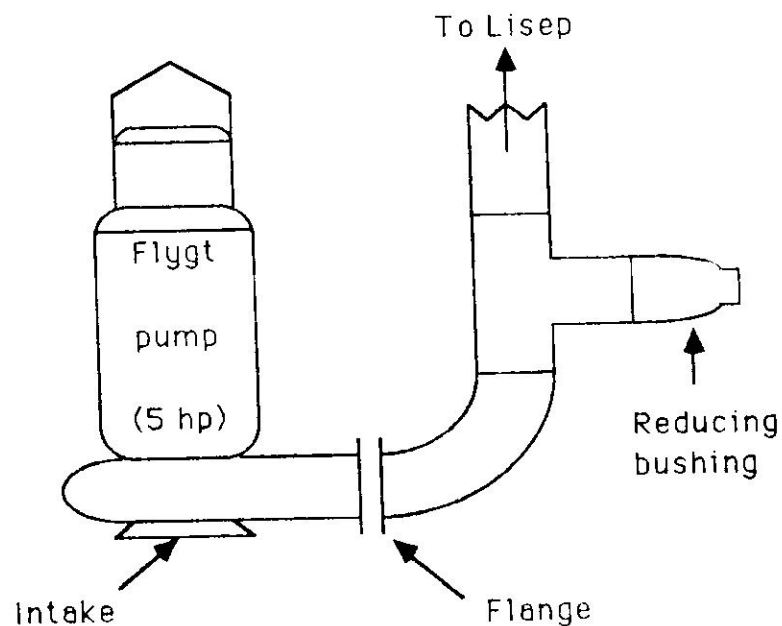 To Lisep
Flygt
pump
(5 hp)
Reducing
bushing
Intake
Flange